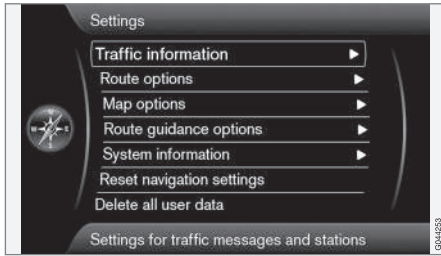 Settings
Traffic information
Route options
Map options
Route guidance options
System information
Reset navigation settings
Delete all user data
Settings for traffic messages and stations
G044253